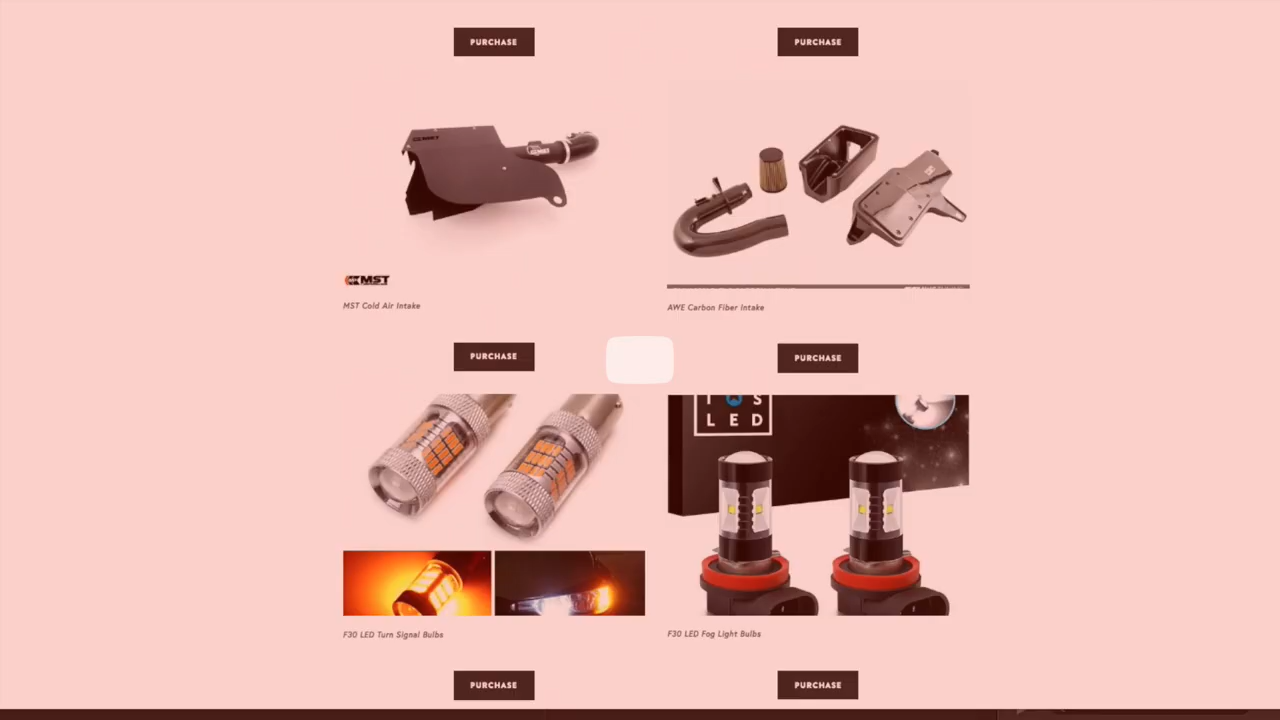 PURCHASE
PURCHASE
MST
MST Cold Air Intake
AWE Carbon Fiber Intake
PURCHASE
PURCHASE
S
LED
F30 LED Turn Signal Bulbs
F30 LED Fog Light Bulbs
PURCHASE
PURCHASE